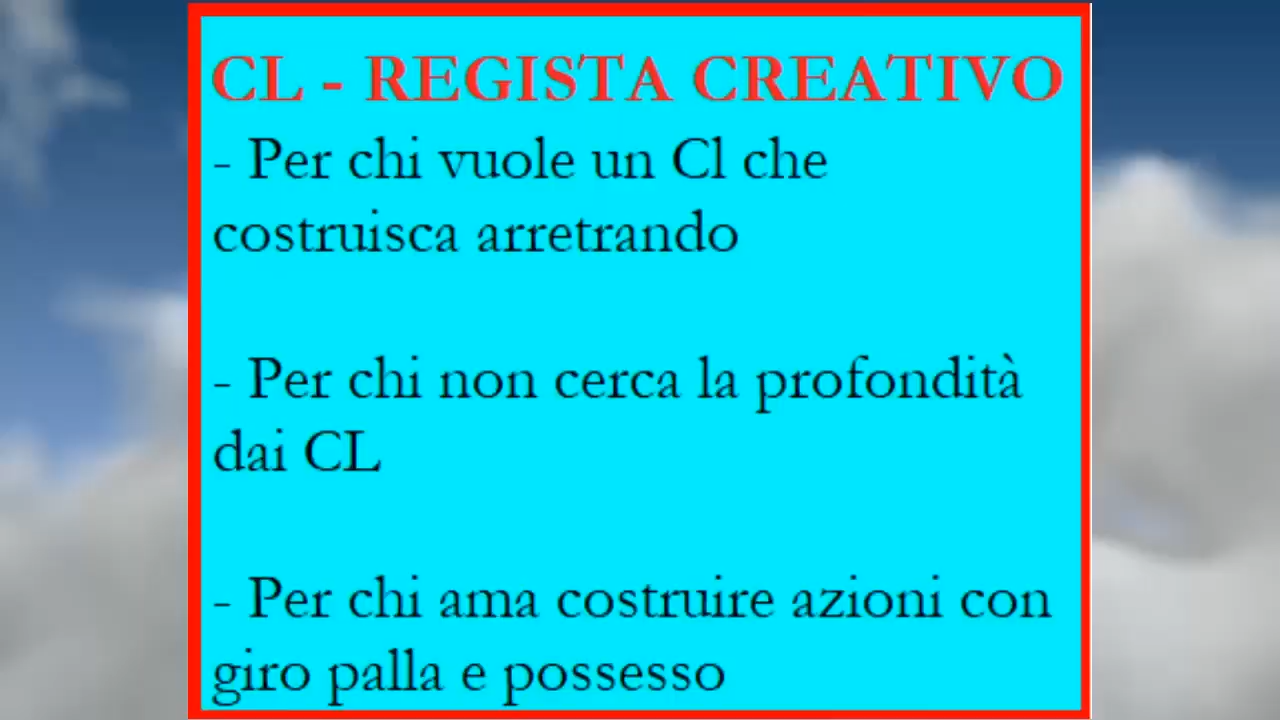 CL - REGISTA CREATIVO
- Per chi vuole un Cl che
costruisca arretrando
- Per chi non cerca la profondità
dai CL
- Per chi ama costruire azioni con
giro palla e possesso